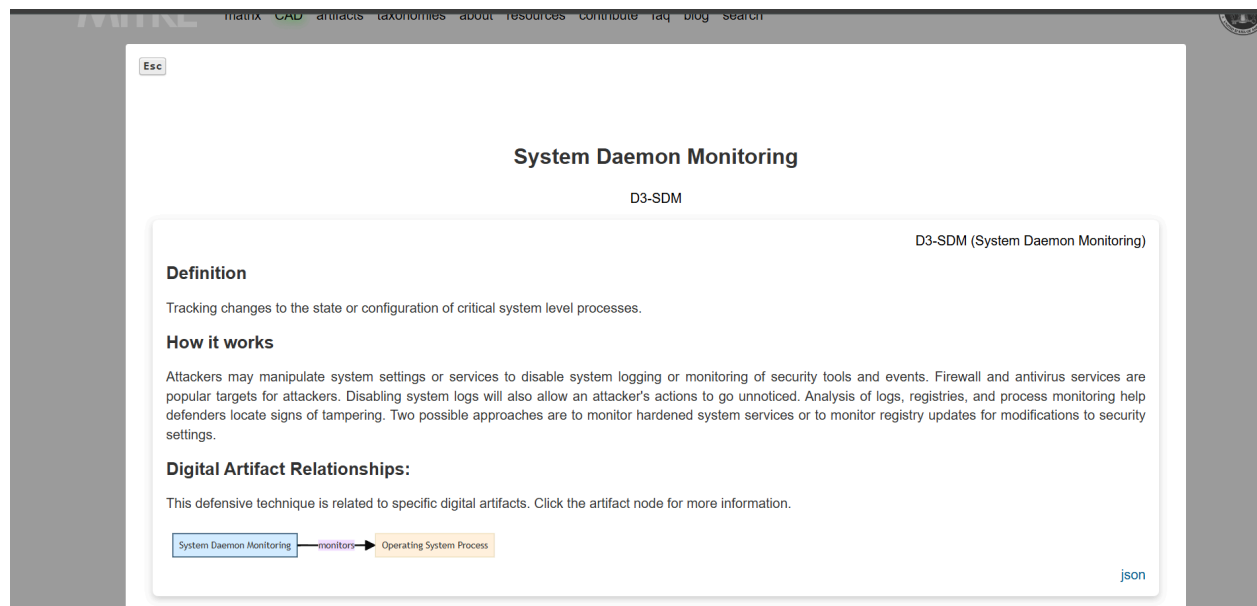 matrix CAD artifacts taxonomies about resources contribute faq blog search
Esc
System Daemon Monitoring
D3-SDM
D3-SDM (System Daemon Monitoring)
Definition
Tracking changes to the state or configuration of critical system level processes.
How it works
Attackers may manipulate system settings or services to disable system logging or monitoring of security tools and events. Firewall and antivirus services are
popular targets for attackers. Disabling system logs will also allow an attacker's actions to go unnoticed. Analysis of logs, registries, and process monitoring help
defenders locate signs of tampering. Two possible approaches are to monitor hardened system services or to monitor registry updates for modifications to security
settings.
Digital Artifact Relationships:
This defensive technique is related to specific digital artifacts. Click the artifact node for more information.
System Daemon Monitoring monitors Operating System Process
json